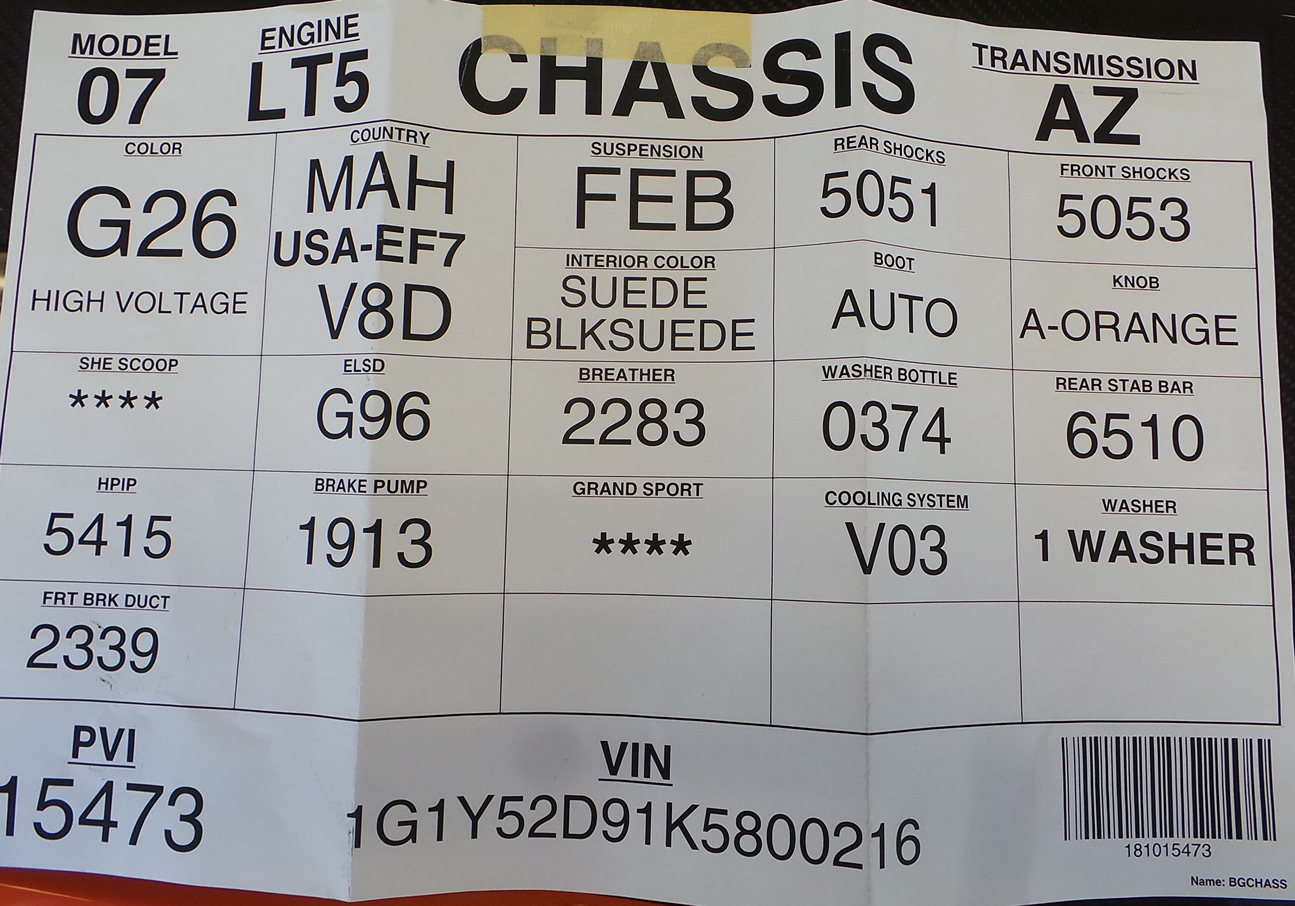 MODEL
07
ENGINE
LT5
CHASSIS
TRANSMISSION
AZ
COLOR
G26
HIGH VOLTAGE
COUNTRY
MAH
USA-EF7
V8D
SUSPENSION
FEB
REAR SHOCKS
5051
FRONT SHOCKS
5053
INTERIOR COLOR
SUEDE
BLKSUEDE
BOOT
AUTO
KNOB
A-ORANGE
SHE SCOOP
****
ELSD
G96
BREATHER
2283
WASHER BOTTLE
0374
REAR STAB BAR
6510
HPIP
5415
BRAKE PUMP
1913
GRAND SPORT
****
COOLING SYSTEM
V03
WASHER
1 WASHER
FRT BRK DUCT
2339
PVI
15473
VIN
1G1Y52D91K5800216
181015473
Name: BGCHASS